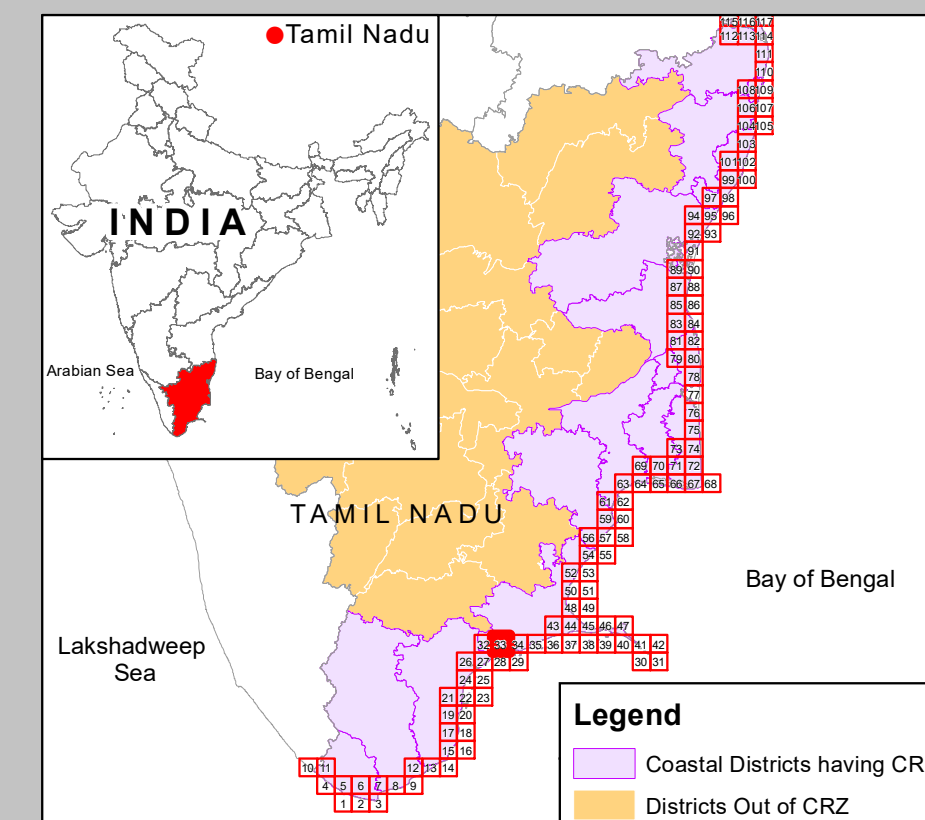 Tamil Nadu
INDIA
Arabian Sea
Bay of Bengal
115 116 117
112 113 114
111
110
108 109
106 107
104 105
103
101 102
99 100
97 98
94 95 96
92 93
91
89 90
87 88
85 86
83 84
81 82
79 80
78
77
76
75
73 74
69 70 71 72
63 64 65 66 67 68
61 62
TAMIL NADU
59 60
56 57 58
54 55
52 53
Bay of Bengal
50 51
48 49
43 44 45 46 47
Lakshadweep
Sea
32 33 34 35 36 37 38 39 40 41 42
26 27 28 29 30 31
24 25
21 22 23
19 20
17 18
15 16
10 11 12 13 14
4 5 6 7 8 9
1 2 3
Legend
Coastal Districts having CR
Districts Out of CRZ